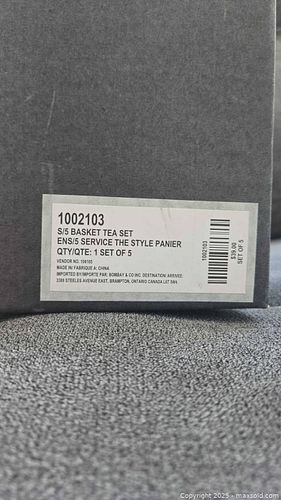 1002103
S/5 BASKET TEA SET
ENS/5 SERVICE THE STYLE PANIER
QTY/QTE: 1 SET OF 5
VENDOR NO. 106165
MADE IN/ FABRIQUE A: CHINA
IMPORTED BY/IMPORTE PAR: BOMBAY & CO INC. DESTINATION: ARRIVEE:
3389 STEELES AVENUE EAST, BRAMPTON, ONTARIO CANADA L6T 5W4
1002103
$39.00
SET OF 5
Copyright 2025 - maxsold.com